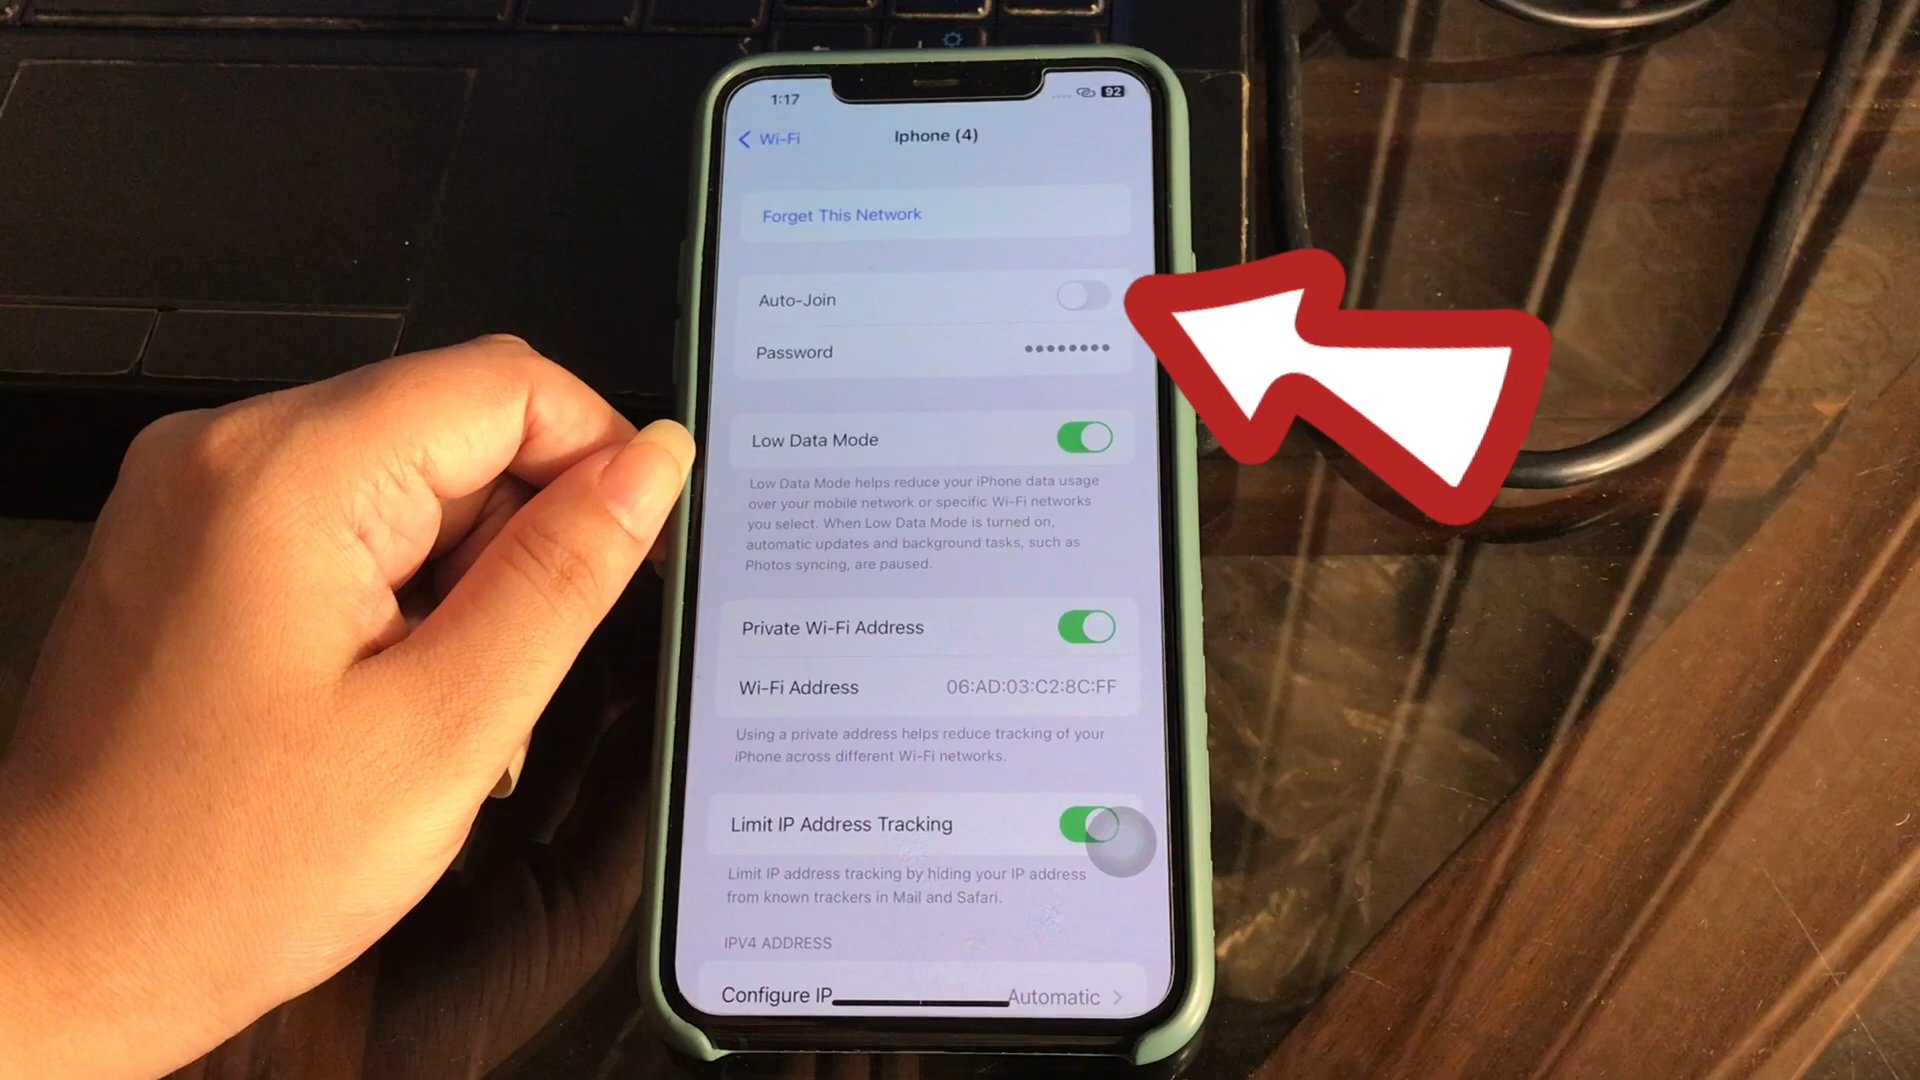 1:17
92
Wi-Fi
Iphone (4)
Forget This Network
Auto-Join
Password ••••••••
Low Data Mode
Low Data Mode helps reduce your iPhone data usage
over your mobile network or specific Wi-Fi networks
you select. When Low Data Mode is turned on,
automatic updates and background tasks, such as
Photos syncing, are paused.
Private Wi-Fi Address
Wi-Fi Address 06:AD:03:C2:8C:FF
Using a private address helps reduce tracking of your
iPhone across different Wi-Fi networks.
Limit IP Address Tracking
Limit IP address tracking by hiding your IP address
from known trackers in Mail and Safari.
IPV4 ADDRESS
Configure IP Automatic